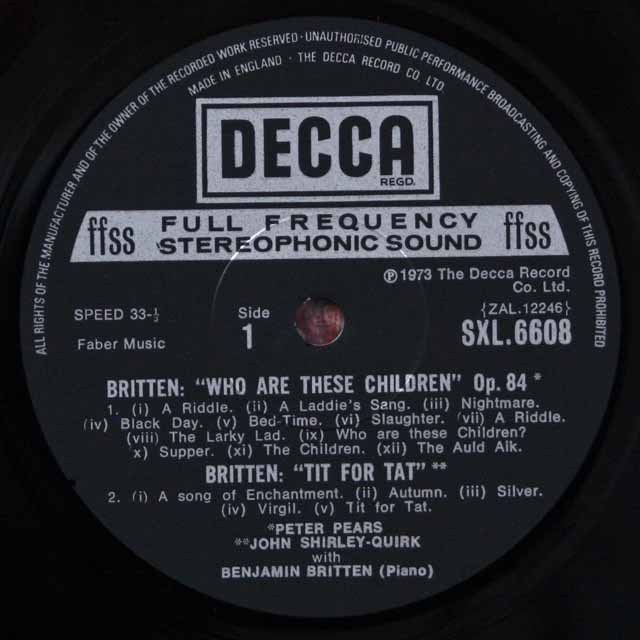 ALL RIGHTS OF THE MANUFACTURER AND OF THE OWNER OF THE RECORDED WORK RESERVED · UNAUTHORISED PUBLIC PERFORMANCE BROADCASTING AND COPYING OF THIS RECORD PROHIBITED
MADE IN ENGLAND · THE DECCA RECORD CO LTD.
DECCA
REGD.
ffss FULL FREQUENCY ffss
STEREOPHONIC SOUND
℗ 1973 The Decca Record
Co. Ltd.
SPEED 33-⅓
Faber Music
Side
1
{ZAL.12246}
SXL.6608
BRITTEN: “WHO ARE THESE CHILDREN” Op. 84 *
1. (i) A Riddle. (ii) A Laddie's Sang. (iii) Nightmare.
(iv) Black Day. (v) Bed-Time. (vi) Slaughter. (vii) A Riddle.
(viii) The Larky Lad. (ix) Who are these Children?
x) Supper. (xi) The Children. (xii) The Auld Aik.
BRITTEN: “TIT FOR TAT” **
2. (i) A song of Enchantment. (ii) Autumn. (iii) Silver.
(iv) Virgil. (v) Tit for Tat.
*PETER PEARS
**JOHN SHIRLEY-QUIRK
with
BENJAMIN BRITTEN (Piano)